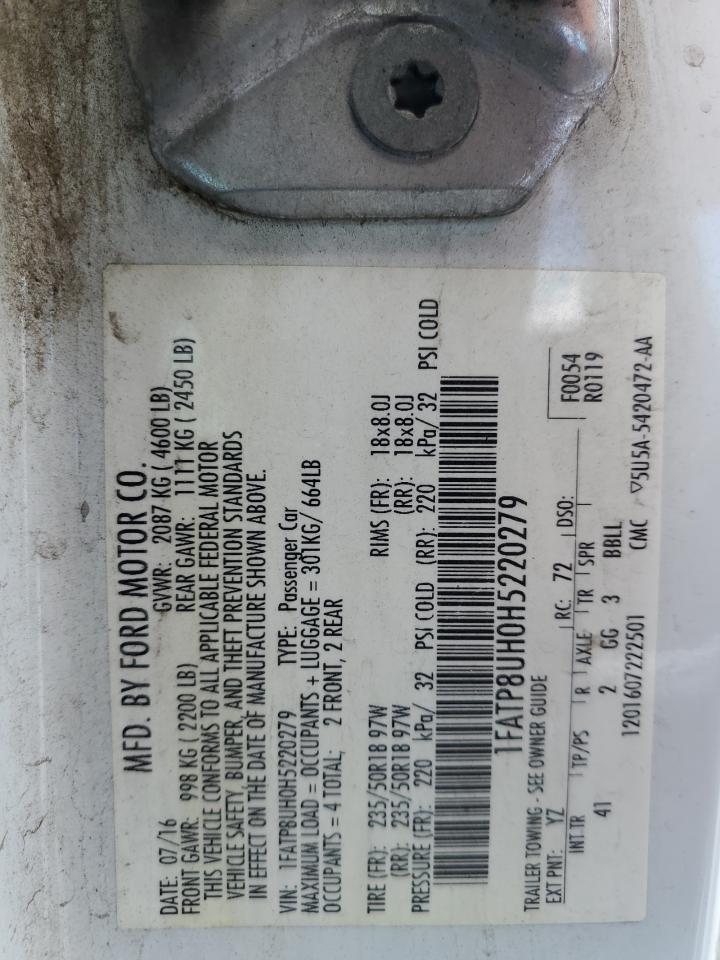 MFD. BY FORD MOTOR CO.
DATE: 07/16 GVWR: 2087 KG ( 4600 LB)
FRONT GAWR: 998 KG ( 2200 LB) REAR GAWR: 1111 KG ( 2450 LB)
THIS VEHICLE CONFORMS TO ALL APPLICABLE FEDERAL MOTOR
VEHICLE SAFETY, BUMPER, AND THEFT PREVENTION STANDARDS
IN EFFECT ON THE DATE OF MANUFACTURE SHOWN ABOVE.
VIN: 1FATP8UH0H5220279 TYPE: Passenger Car
MAXIMUM LOAD = OCCUPANTS + LUGGAGE = 301KG/ 664LB
OCCUPANTS = 4 TOTAL; 2 FRONT, 2 REAR
TIRE (FR): 235/50R18 97W RIMS (FR): 18x8.0J
(RR): 235/50R18 97W (RR): 18x8.0J
PRESSURE (FR): 220 kPa/ 32 PSI COLD (RR): 220 kPa/ 32 PSI COLD
1FATP8UH0H5220279
TRAILER TOWING - SEE OWNER GUIDE
EXT PNT: YZ RC: 72 DSO: F0054
R0119
INT TR TP/PS R AXLE TR SPR
41 2 GG 3 BBLL
1201607222501 CMC ▽5U5A-5420472-AA